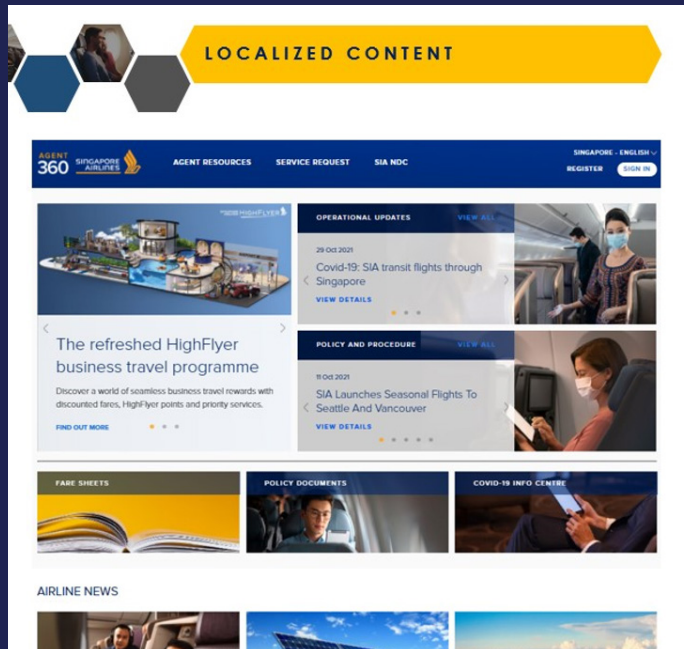 LOCALIZED CONTENT
AGENT
360
SINGAPORE
AIRLINES
AGENT RESOURCES
SERVICE REQUEST
SIA NDC
SINGAPORE - ENGLISH
REGISTER
SIGN IN
HIGHFLYER
The refreshed HighFlyer
business travel programme
Discover a world of seamless business travel rewards with
discounted fares, HighFlyer points and priority services.
FIND OUT MORE
OPERATIONAL UPDATES
VIEW ALL
29 Oct 2021
Covid-19: SIA transit flights through
Singapore
VIEW DETAILS
POLICY AND PROCEDURE
VIEW ALL
11 Oct 2021
SIA Launches Seasonal Flights To
Seattle And Vancouver
VIEW DETAILS
FARE SHEETS
POLICY DOCUMENTS
COVID-19 INFO CENTRE
AIRLINE NEWS